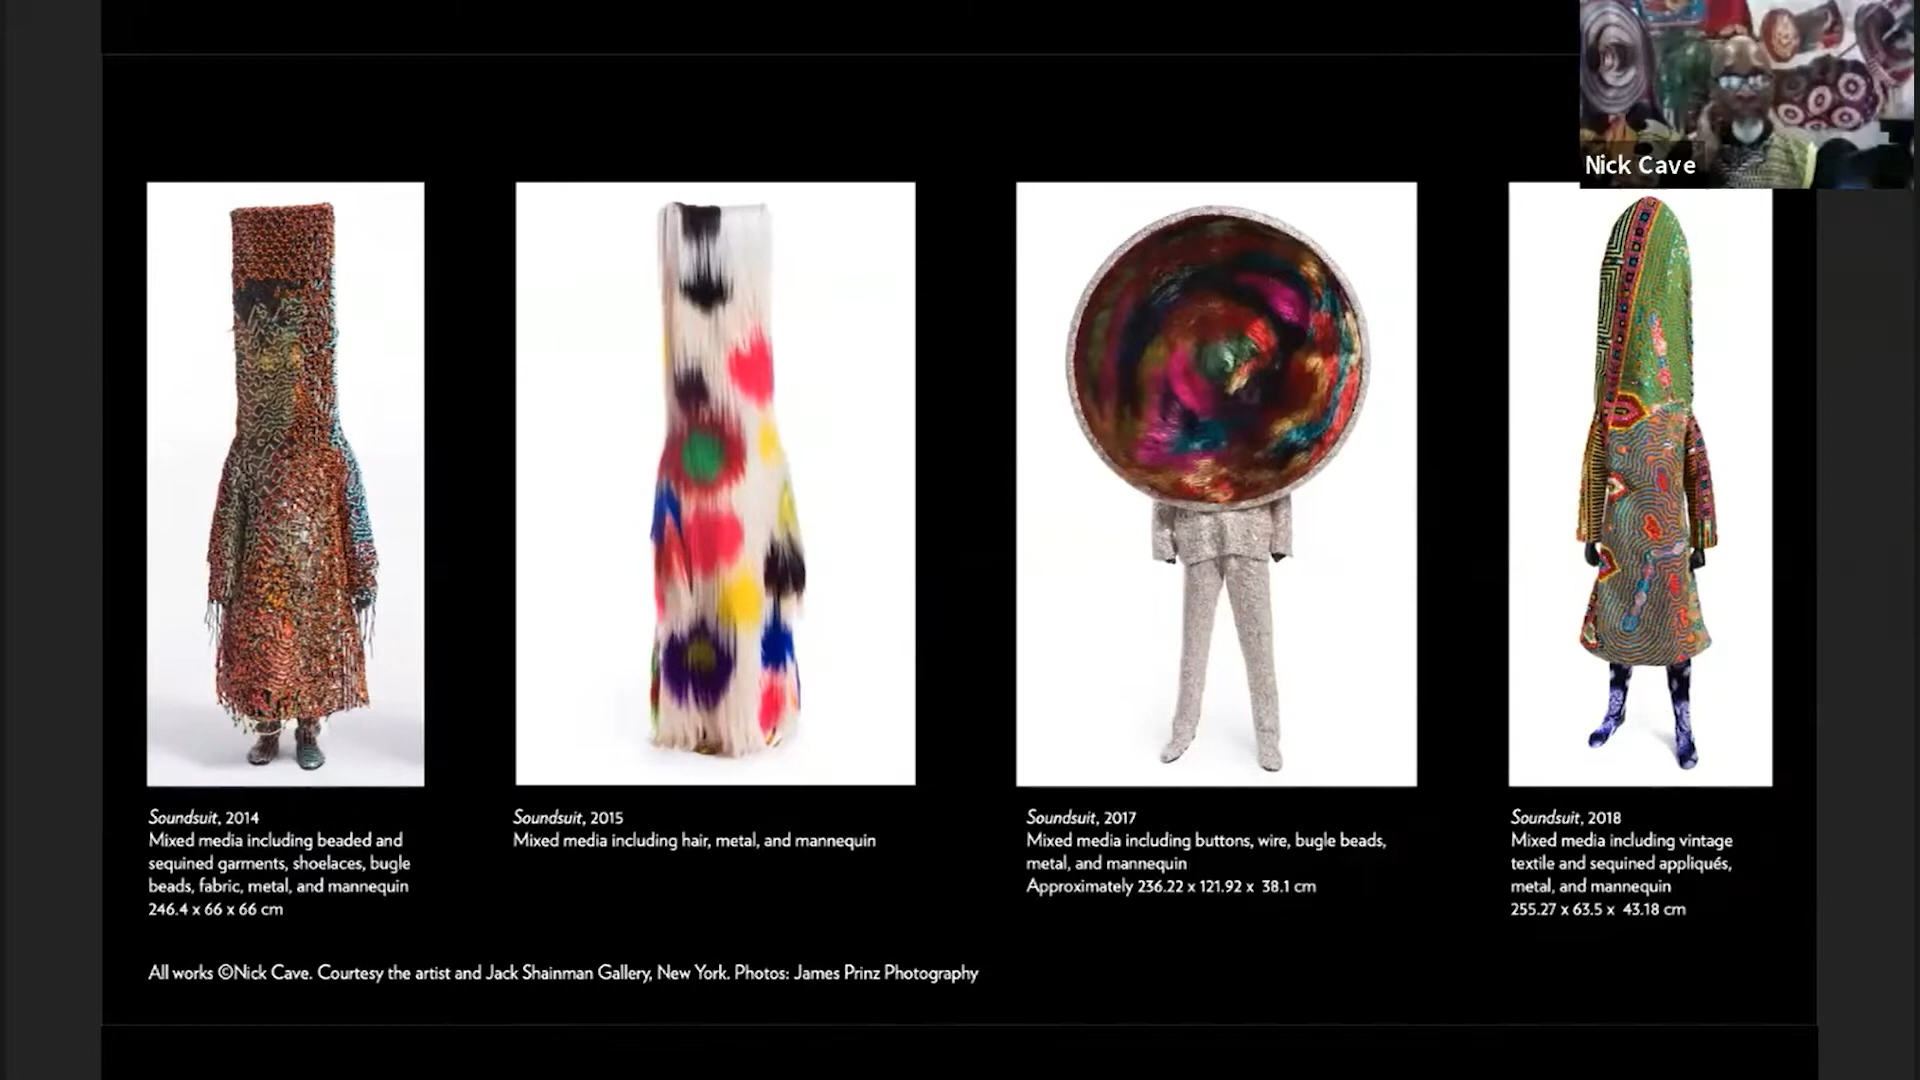 Nick Cave
Soundsuit, 2014
Mixed media including beaded and
sequined garments, shoelaces, bugle
beads, fabric, metal, and mannequin
246.4 x 66 x 66 cm
Soundsuit, 2015
Mixed media including hair, metal, and mannequin
Soundsuit, 2017
Mixed media including buttons, wire, bugle beads,
metal, and mannequin
Approximately 236.22 x 121.92 x 38.1 cm
Soundsuit, 2018
Mixed media including vintage
textile and sequined appliqués,
metal, and mannequin
255.27 x 63.5 x 43.18 cm
All works ©Nick Cave. Courtesy the artist and Jack Shainman Gallery, New York. Photos: James Prinz Photography